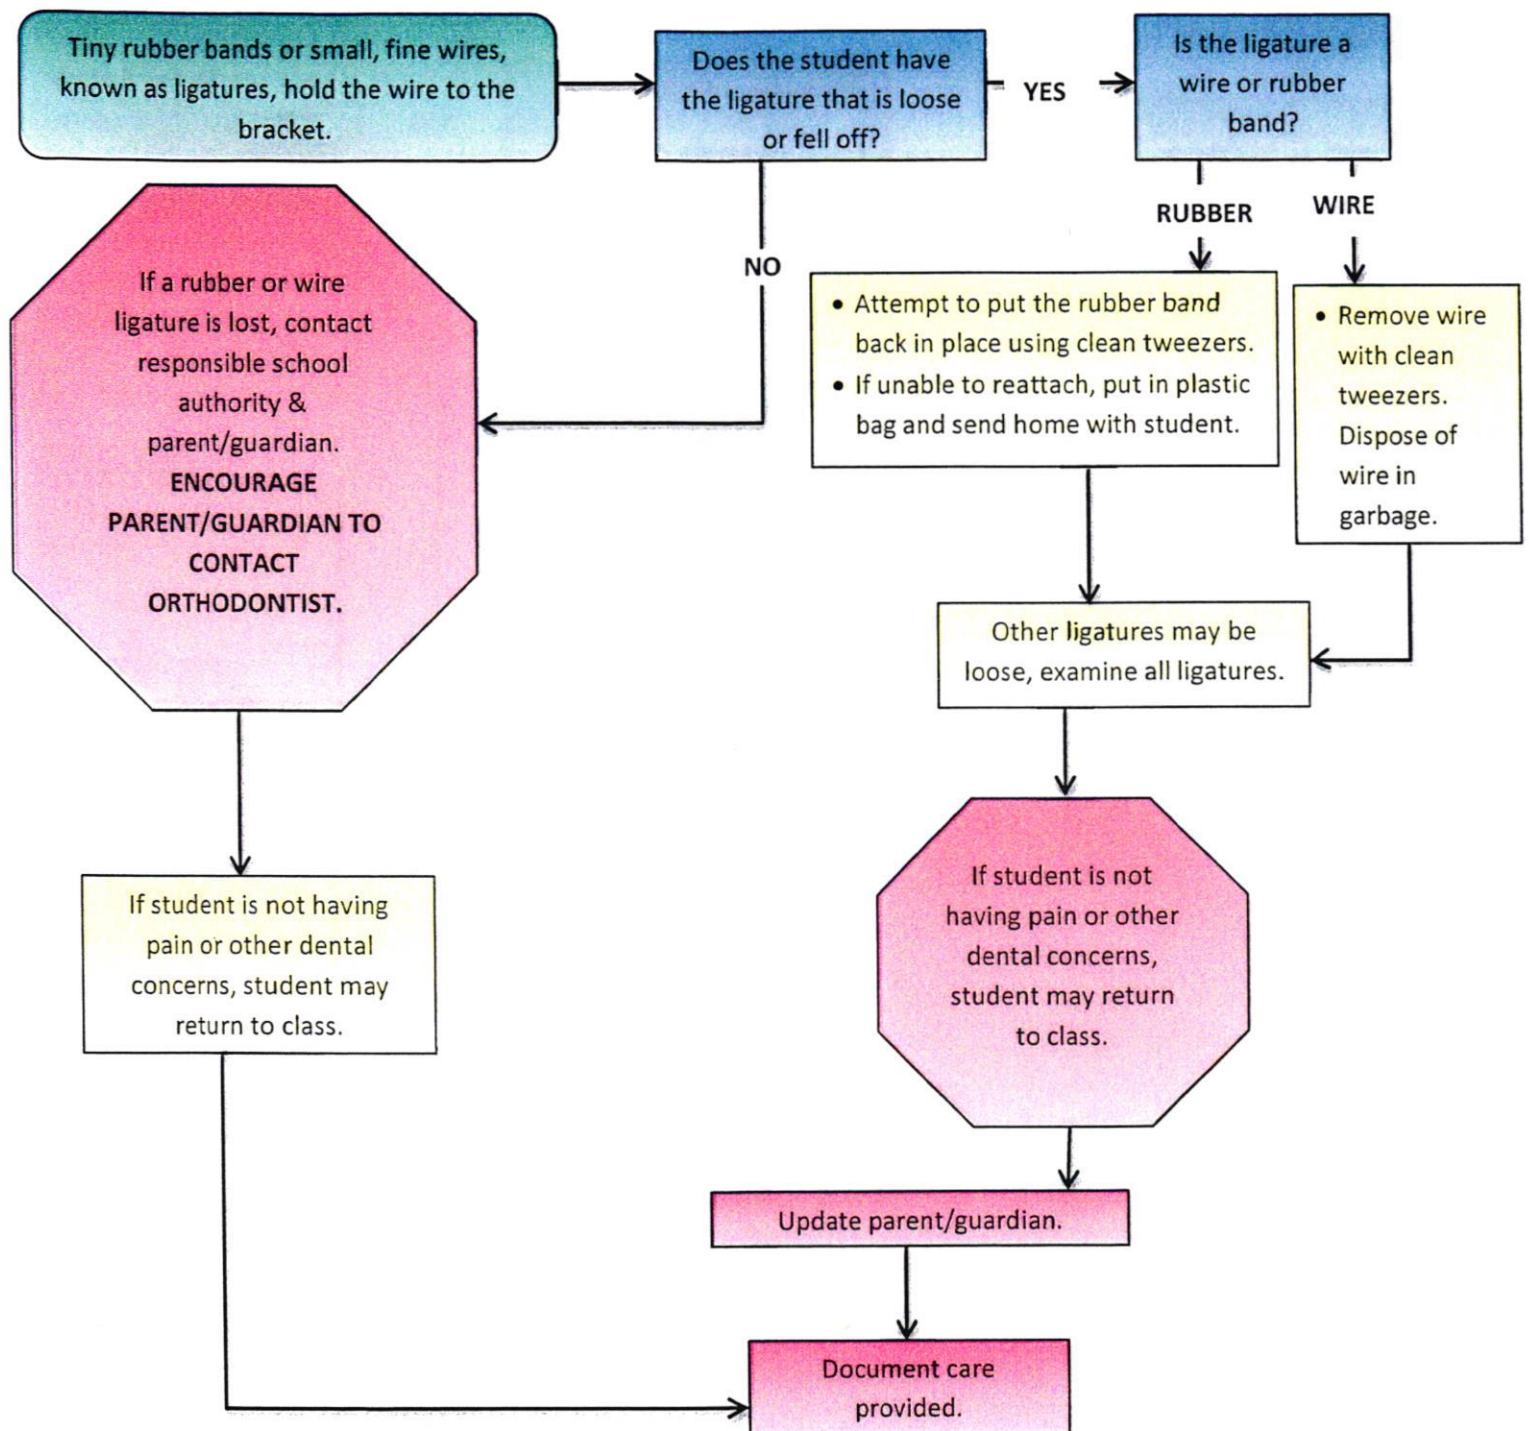 Tiny rubber bands or small, fine wires,
known as ligatures, hold the wire to the
bracket.
Does the student have
the ligature that is loose
or fell off?
YES
Is the ligature a
wire or rubber
band?
RUBBER
WIRE
NO
If a rubber or wire
ligature is lost, contact
responsible school
authority &
parent/guardian.
ENCOURAGE
PARENT/GUARDIAN TO
CONTACT
ORTHODONTIST.
• Attempt to put the rubber band
back in place using clean tweezers.
• If unable to reattach, put in plastic
bag and send home with student.
• Remove wire
with clean
tweezers.
Dispose of
wire in
garbage.
Other ligatures may be
loose, examine all ligatures.
If student is not having
pain or other dental
concerns, student may
return to class.
If student is not
having pain or other
dental concerns,
student may return
to class.
Update parent/guardian.
Document care
provided.